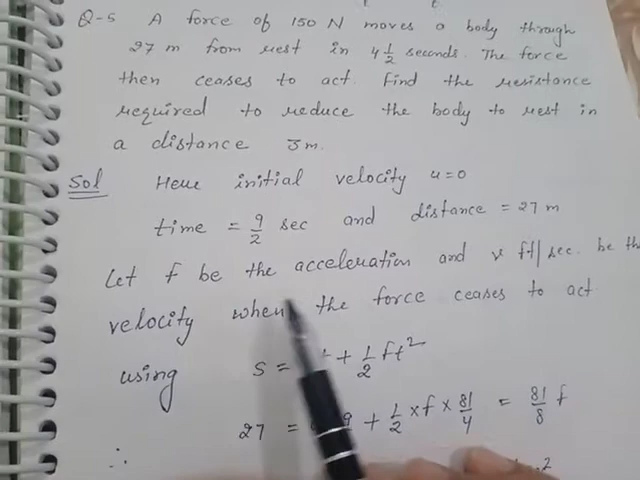 Q-5 A force of 150 N moves a body through
27 m from rest in 4 1/2 seconds. The force
then ceases to act. Find the resistance
required to reduce the body to rest in
a distance 3m.
Sol Here initial velocity u=0
time = 9/2 sec and distance = 27 m
Let f be the acceleration and v ft/sec. be the
velocity when the force ceases to act
using s = + 1/2 ft²
27 = + 1/2 × f × 81/4 = 81/8 f
∴